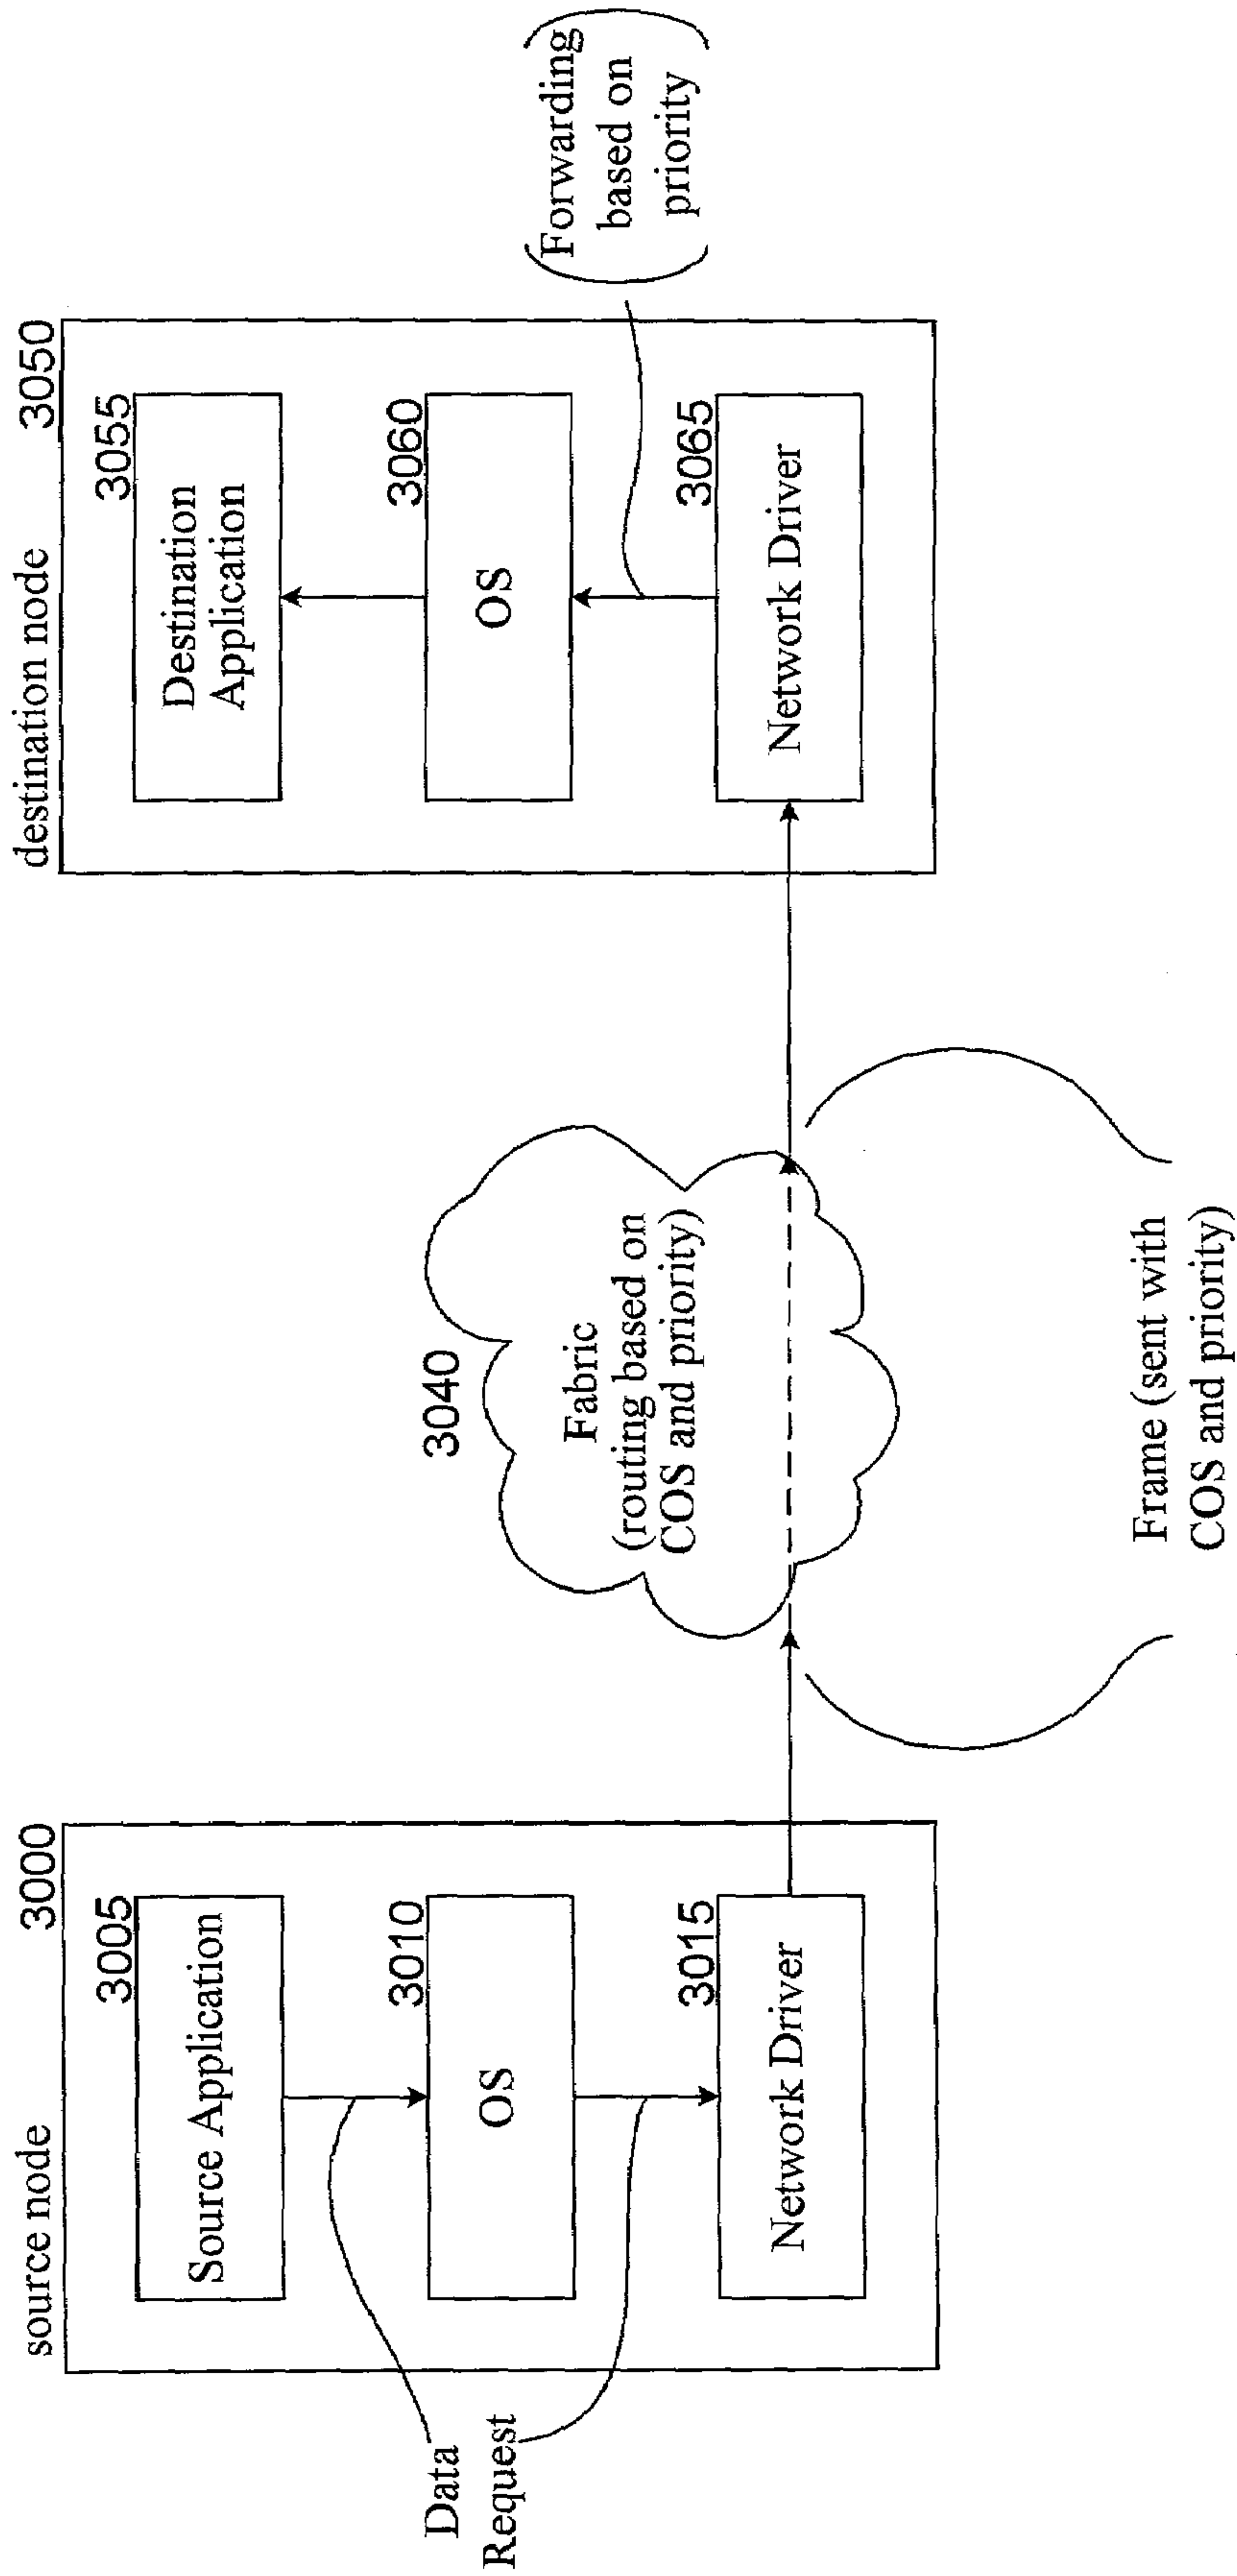 source node
3000
3005
Source Application
3010
OS
3015
Network Driver
Data
Request
3040
Fabric
(routing based on
COS and priority)
Frame (sent with
COS and priority)
destination node
3050
3055
Destination
Application
3060
OS
3065
Network Driver
(Forwarding
based on
priority)